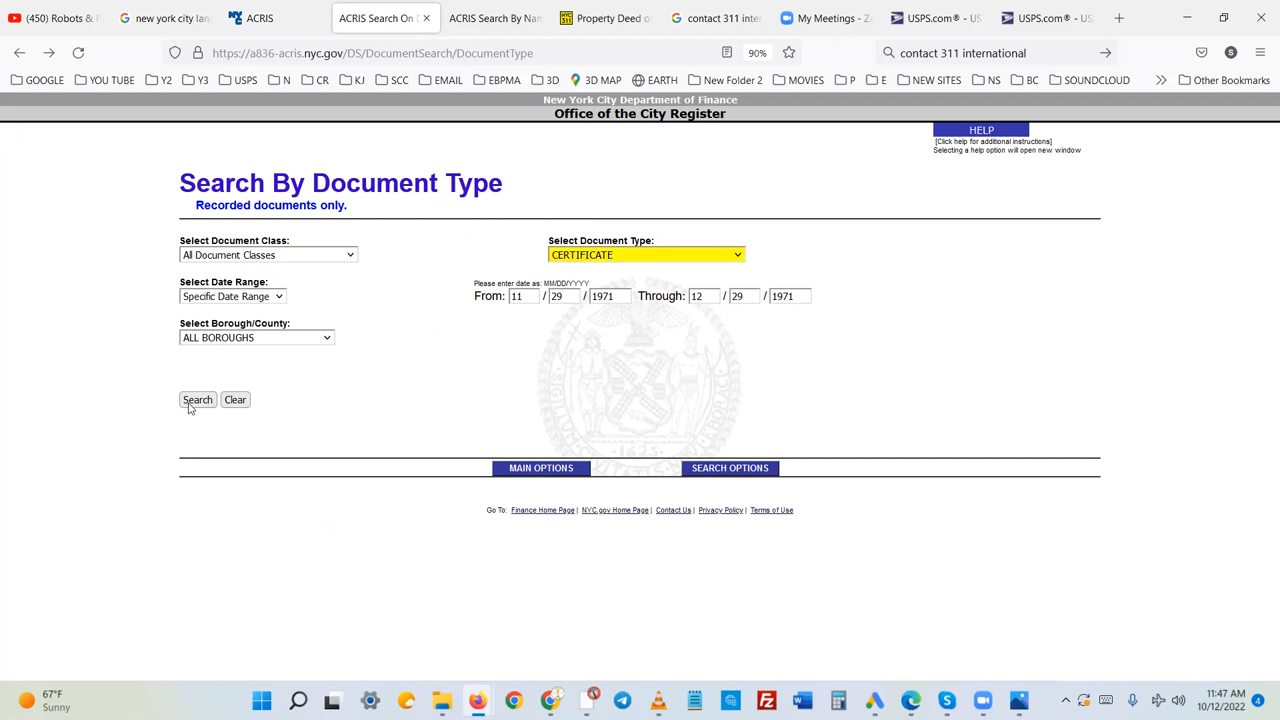 (450) Robots &
new york city lan
ACRIS
ACRIS Search On
ACRIS Search By Nan
Property Deed o
contact 311 inter
My Meetings - Z
USPS.com® - US
USPS.com® - US
https://a836-acris.nyc.gov/DS/DocumentSearch/DocumentType
90%
contact 311 international
GOOGLE
YOU TUBE
Y2
Y3
USPS
N
CR
KJ
SCC
EMAIL
EBPMA
3D
3D MAP
EARTH
New Folder 2
MOVIES
P
E
NEW SITES
NS
BC
SOUNDCLOUD
Other Bookmarks
New York City Department of Finance
Office of the City Register
HELP
[Click help for additional instructions]
Selecting a help option will open new window
Search By Document Type
Recorded documents only.
Select Document Class:
Select Document Type:
All Document Classes
CERTIFICATE
Select Date Range:
Please enter date as: MM/DD/YYYY
Specific Date Range
From: 11 / 29 / 1971 Through: 12 / 29 / 1971
Select Borough/County:
ALL BOROUGHS
Search Clear
MAIN OPTIONS
SEARCH OPTIONS
Go To: Finance Home Page | NYC.gov Home Page | Contact Us | Privacy Policy | Terms of Use
67°F
Sunny
11:47 AM
10/12/2022
4